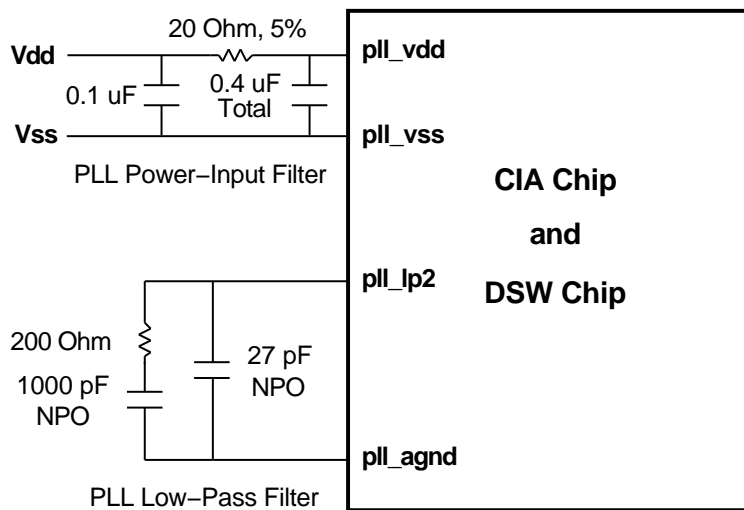 20 Ohm, 5%
Vdd
pll_vdd
0.1 uF
0.4 uF
Total
Vss
pll_vss
PLL Power−Input Filter
CIA Chip
and
DSW Chip
pll_lp2
200 Ohm
1000 pF
NPO
27 pF
NPO
pll_agnd
PLL Low−Pass Filter